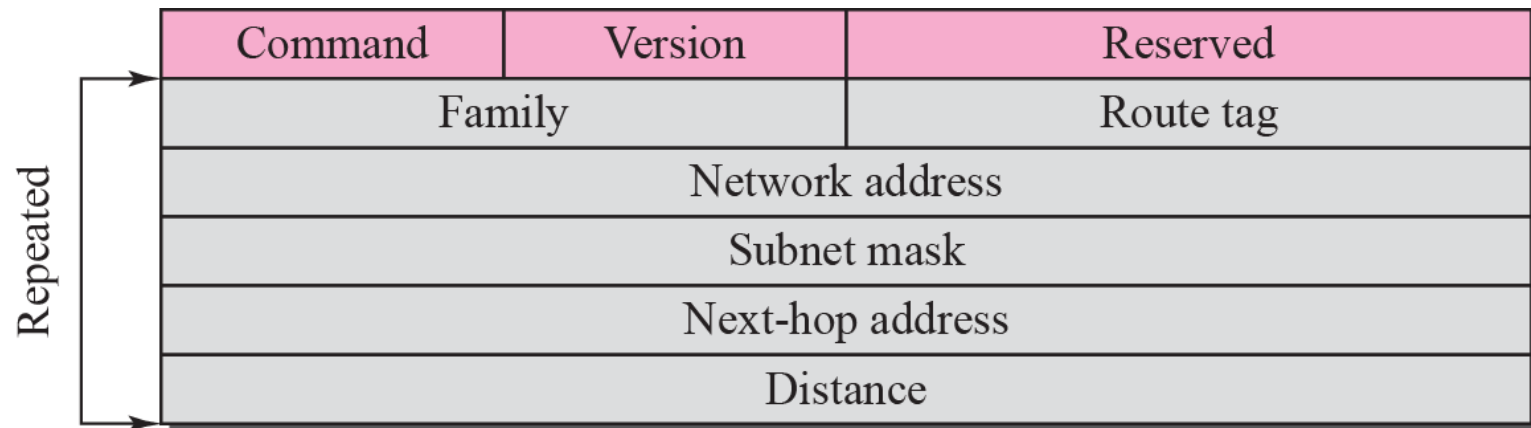 Command Version Reserved
Family Route tag
Network address
Subnet mask
Next-hop address
Distance
Repeated